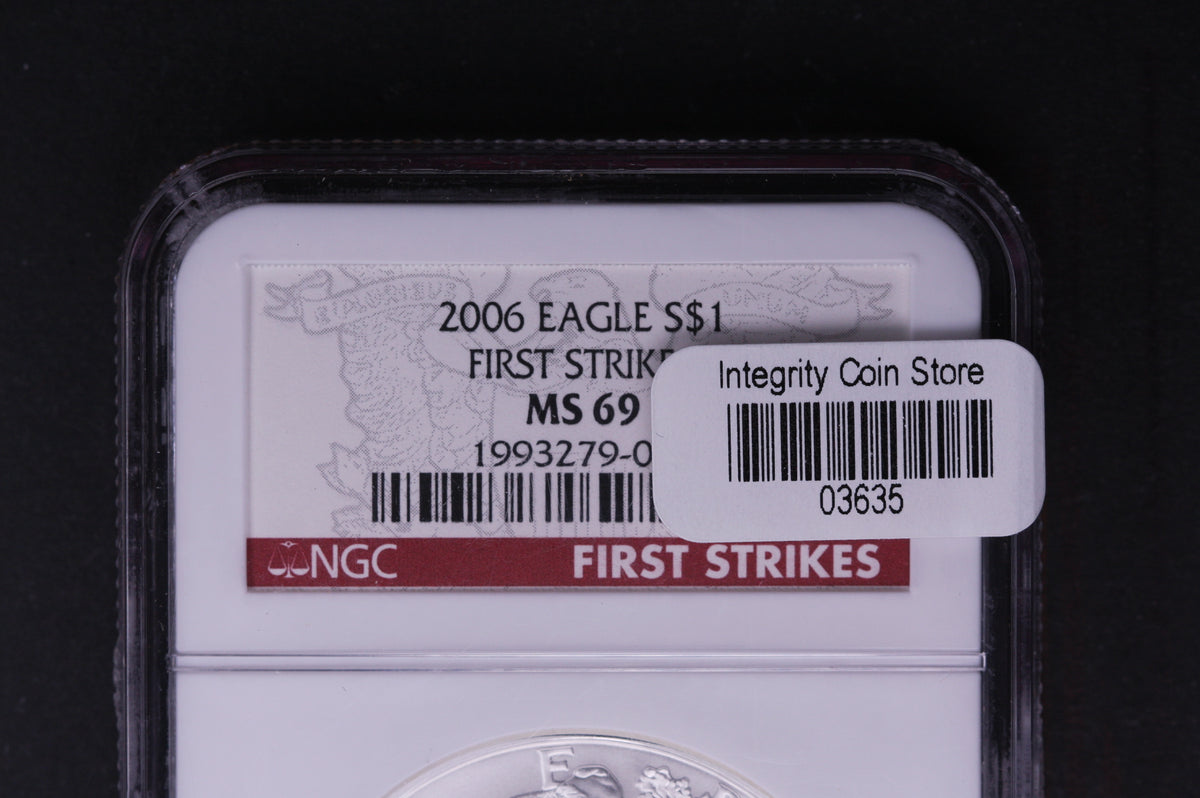 2006 EAGLE S$1
FIRST STRIKE
MS 69
1993279-0
NGC
FIRST STRIKES
Integrity Coin Store
03635
E